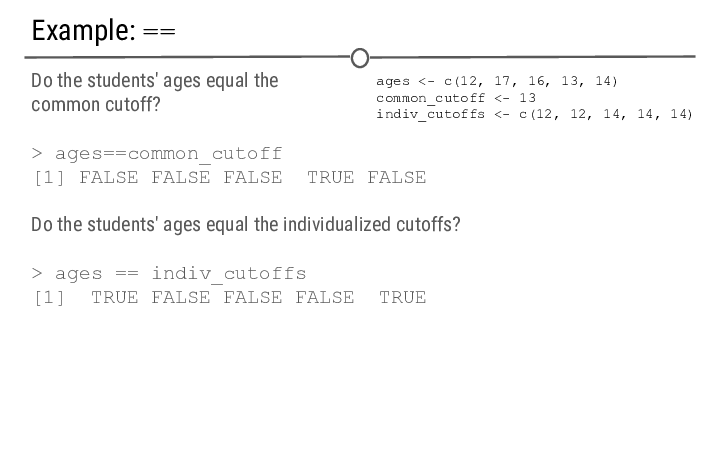 Example: ==
Do the students' ages equal the
common cutoff?
ages <- c(12, 17, 16, 13, 14)
common_cutoff <- 13
indiv_cutoffs <- c(12, 12, 14, 14, 14)
> ages==common_cutoff
[1] FALSE FALSE FALSE  TRUE FALSE
Do the students' ages equal the individualized cutoffs?
> ages == indiv_cutoffs
[1]  TRUE FALSE FALSE FALSE  TRUE